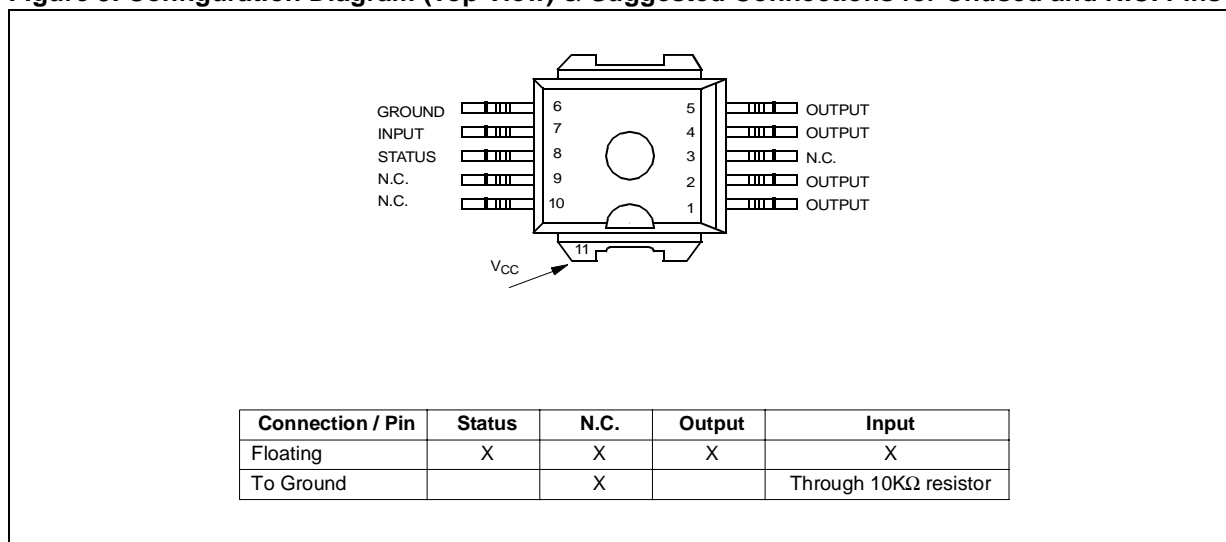 GROUND 6 5 OUTPUT
INPUT 7 4 OUTPUT
STATUS 8 3 N.C.
N.C. 9 2 OUTPUT
N.C. 10 1 OUTPUT
11
VCC
Connection / Pin Status N.C. Output Input
Floating X X X X
To Ground X Through 10KΩ resistor